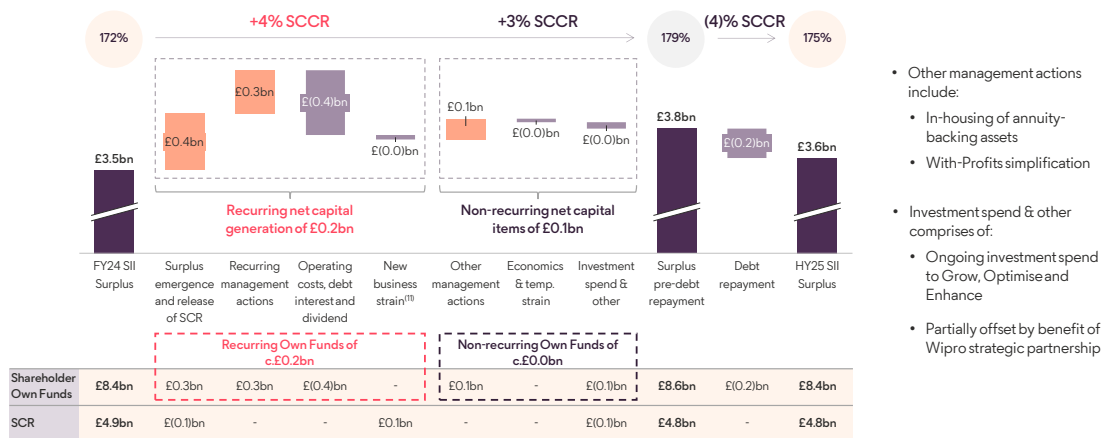 +4% SCCR
+3% SCCR
(4)% SCCR
172%
179%
175%
£3.5bn
£0.4bn
£0.3bn
£(0.4)bn
£(0.0)bn
£0.1bn
£(0.0)bn
£(0.0)bn
£3.8bn
£(0.2)bn
£3.6bn
Recurring net capital
generation of £0.2bn
Non-recurring net capital
items of £0.1bn
FY24 SII
Surplus
Surplus
emergence
and release
of SCR
Recurring
management
actions
Operating
costs, debt
interest and
dividend
New
business
strain(11)
Other
management
actions
Economics
& temp.
strain
Investment
spend &
other
Surplus
pre-debt
repayment
Debt
repayment
HY25 SII
Surplus
Recurring Own Funds of
c.£0.2bn
Non-recurring Own Funds of
c.£0.0bn
Shareholder
Own Funds
£8.4bn £0.3bn £0.3bn £(0.4)bn - £0.1bn - £(0.1)bn £8.6bn £(0.2)bn £8.4bn
SCR £4.9bn £(0.1)bn - - £0.1bn - - £(0.1)bn £4.8bn - £4.8bn
• Other management actions
include:
• In-housing of annuity-
backing assets
• With-Profits simplification
• Investment spend & other
comprises of:
• Ongoing investment spend
to Grow, Optimise and
Enhance
• Partially offset by benefit of
Wipro strategic partnership